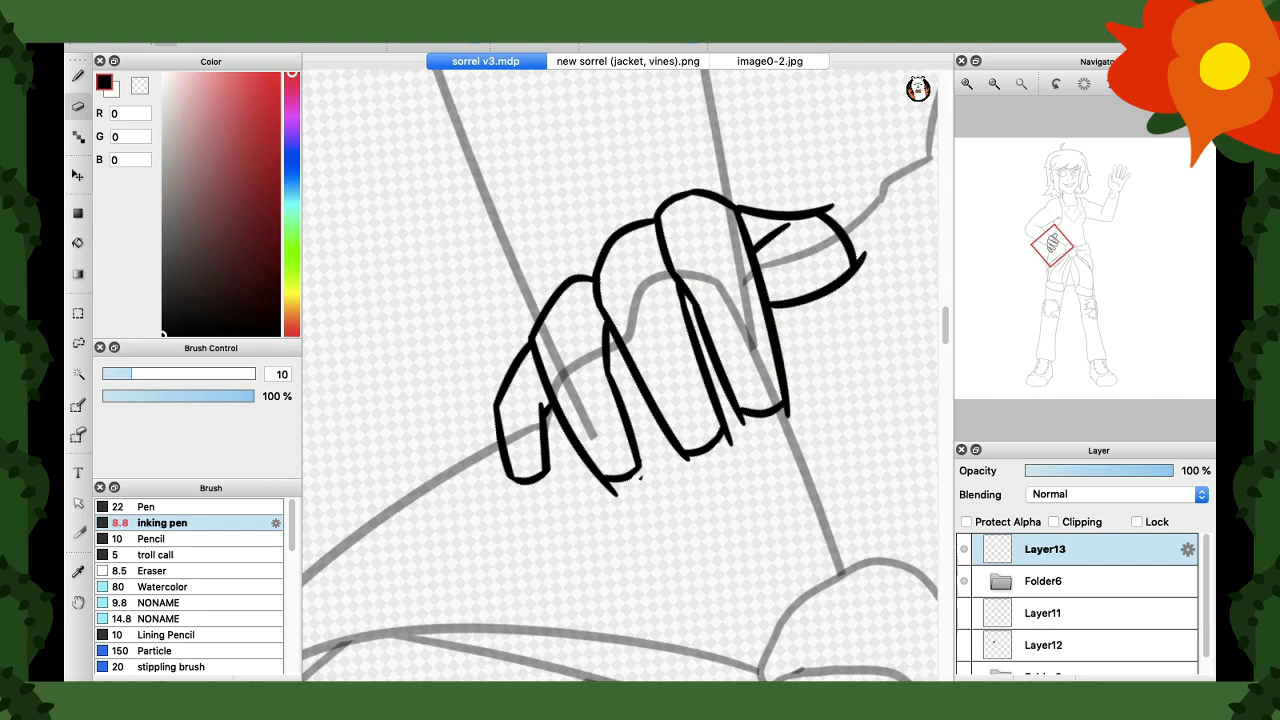 Color
sorrel v3.mdp
new sorrel (jacket, vines).png
image0-2.jpg
R 0
G 0
B 0
Brush Control
10
100 %
Brush
22 Pen
8.8 inking pen
10 Pencil
5 troll call
8.5 Eraser
80 Watercolor
9.8 NONAME
14.8 NONAME
10 Lining Pencil
150 Particle
20 stippling brush
T
Layer
Opacity 100 %
Blending Normal
Protect Alpha Clipping Lock
Layer13
Folder6
Layer11
Layer12